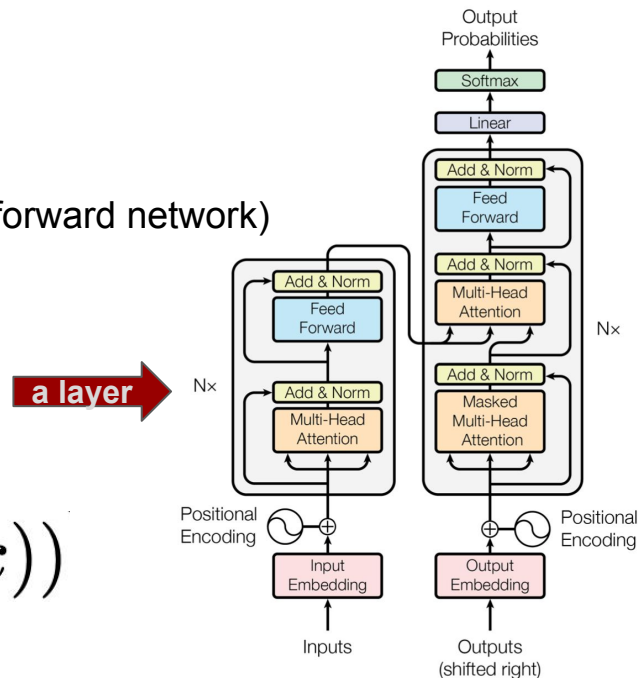 Output
Probabilities
Softmax
Linear
Add & Norm
Feed
Forward
Add & Norm
Multi-Head
Attention
Nx
Add & Norm
Masked
Multi-Head
Attention
Positional
Encoding
Output
Embedding
Outputs
(shifted right)
forward network)
Add & Norm
Feed
Forward
a layer
Nx
Add & Norm
Multi-Head
Attention
Positional
Encoding
Input
Embedding
Inputs
))